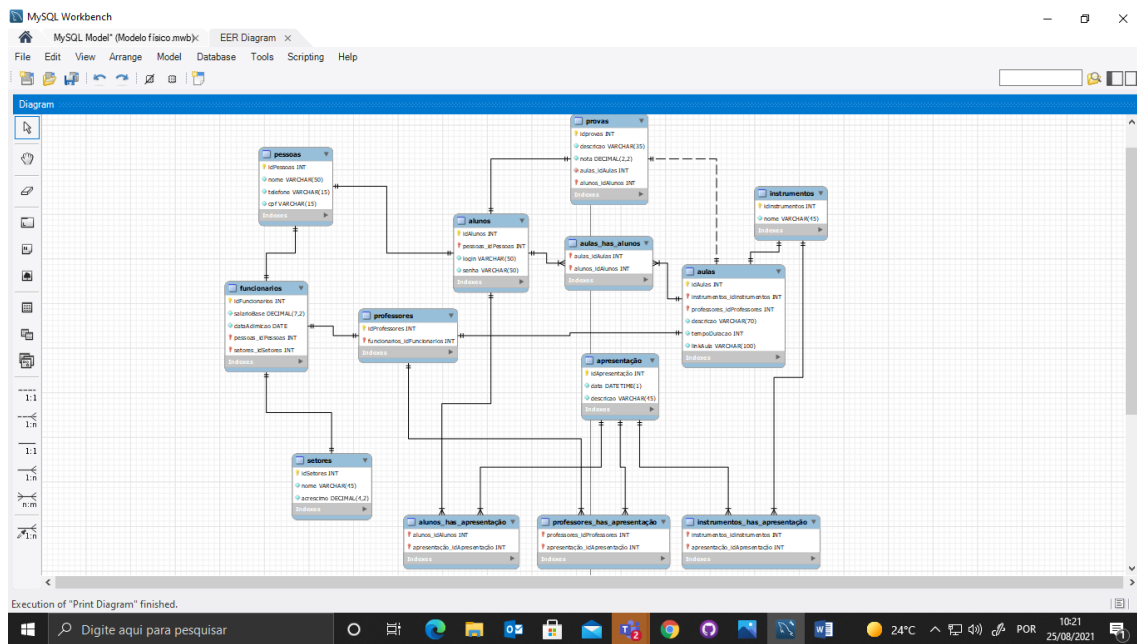 MySQL Workbench
MySQL Model* (Modelo físico.mwb)
EER Diagram
File Edit View Arrange Model Database Tools Scripting Help
Diagram
1:1
1:n
1:1
1:n
n:m
1:n
provas
idprovas INT
descricao VARCHAR(35)
nota DECIMAL(2,2)
aulas_idAulas INT
alunos_idAlunos INT
Indexes
pessoas
idPessoas INT
nome VARCHAR(50)
telefone VARCHAR(15)
cpf VARCHAR(15)
Indexes
instrumentos
idInstrumentos INT
nome VARCHAR(45)
Indexes
alunos
idAlunos INT
pessoas_idPessoas INT
login VARCHAR(50)
senha VARCHAR(50)
Indexes
aulas_has_alunos
aulas_idAulas INT
alunos_idAlunos INT
Indexes
aulas
idAulas INT
instrumentos_idInstrumentos INT
professores_idProfessores INT
descricao VARCHAR(70)
tempoDuracao INT
linkAula VARCHAR(100)
Indexes
funcionarios
idFuncionarios INT
salarioBase DECIMAL(7,2)
dataAdimicao DATE
pessoas_idPessoas INT
setores_idSetores INT
Indexes
professores
idProfessores INT
funcionarios_idFuncionarios INT
Indexes
apresentação
idApresentação INT
data DATETIME(1)
descricao VARCHAR(45)
Indexes
setores
idSetores INT
nome VARCHAR(45)
acrescimo DECIMAL(4,2)
Indexes
alunos_has_apresentação
alunos_idAlunos INT
apresentação_idApresentação INT
Indexes
professores_has_apresentação
professores_idProfessores INT
apresentação_idApresentação INT
Indexes
instrumentos_has_apresentação
instrumentos_idInstrumentos INT
apresentação_idApresentação INT
Indexes
Execution of "Print Diagram" finished.
Digite aqui para pesquisar
24°C
POR
10:21
25/08/2021